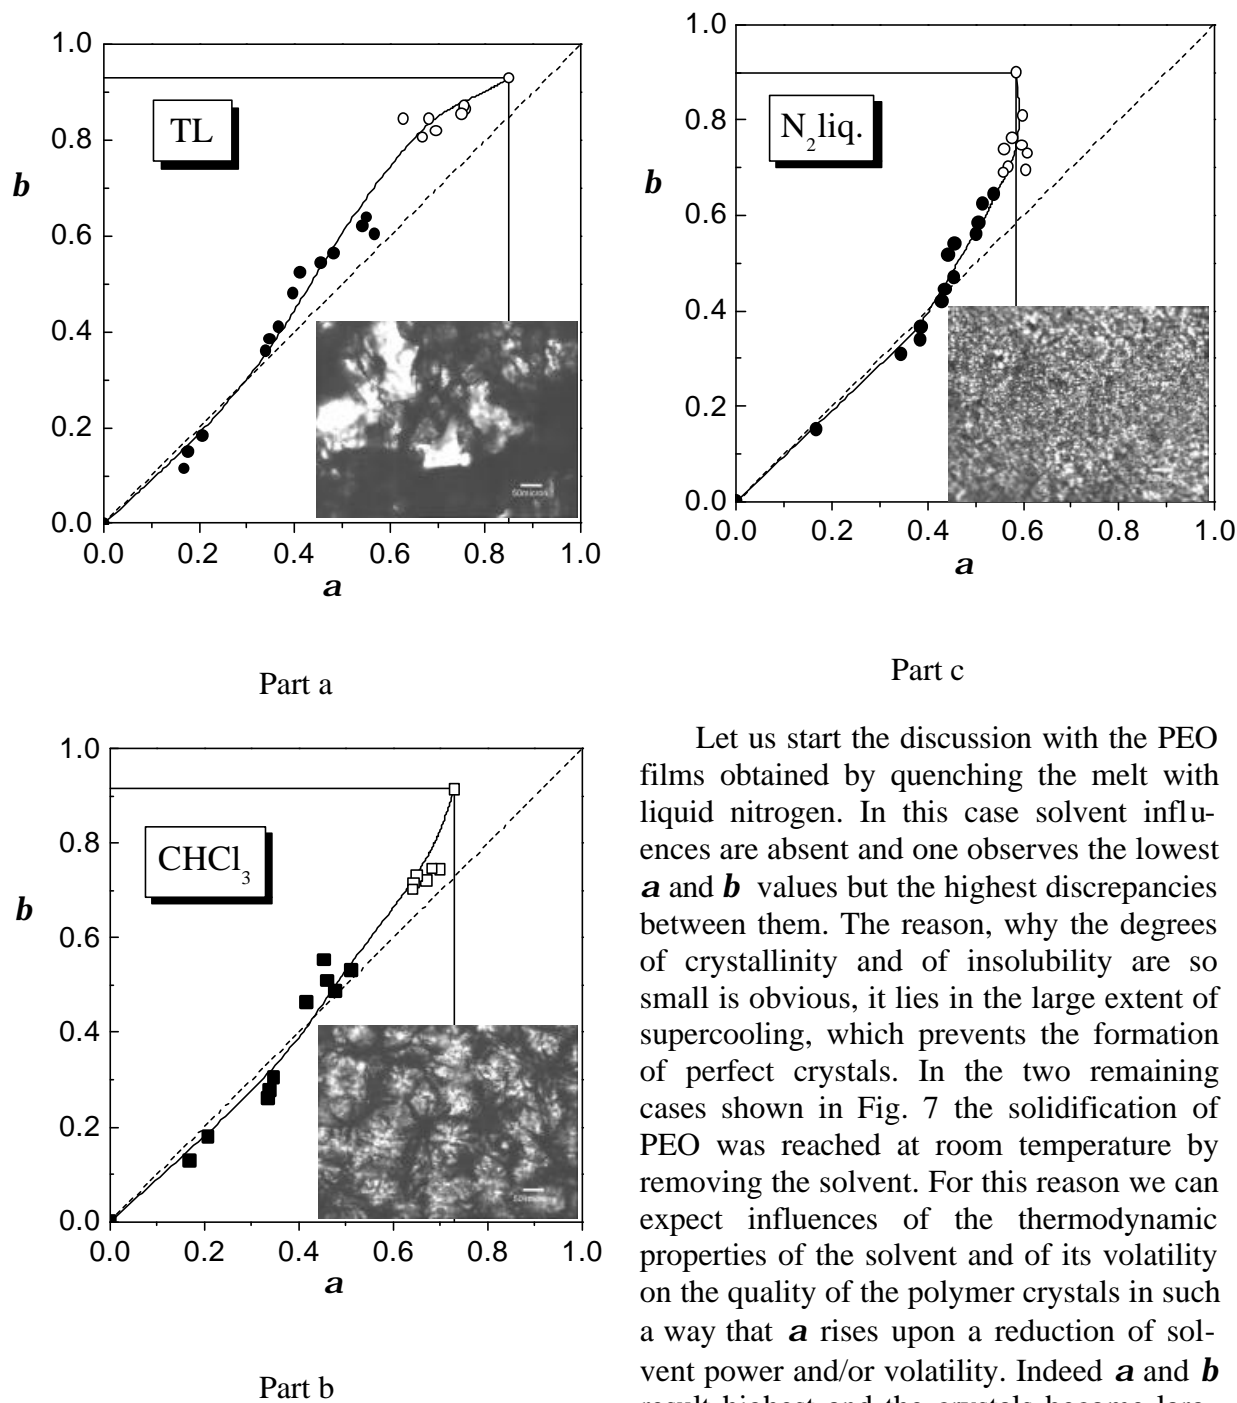 1.0
0.8
0.6
0.4
0.2
0.0
b
TL
50micron
0.0 0.2 0.4 0.6 0.8 1.0
a
Part a
1.0
0.8
0.6
0.4
0.2
0.0
b
CHCl3
0.0 0.2 0.4 0.6 0.8 1.0
a
Part b
1.0
0.8
0.6
0.4
0.2
0.0
b
N2liq.
0.0 0.2 0.4 0.6 0.8 1.0
a
Part c
Let us start the discussion with the PEO
films obtained by quenching the melt with
liquid nitrogen. In this case solvent influ-
ences are absent and one observes the lowest
a and b values but the highest discrepancies
between them. The reason, why the degrees
of crystallinity and of insolubility are so
small is obvious, it lies in the large extent of
supercooling, which prevents the formation
of perfect crystals. In the two remaining
cases shown in Fig. 7 the solidification of
PEO was reached at room temperature by
removing the solvent. For this reason we can
expect influences of the thermodynamic
properties of the solvent and of its volatility
on the quality of the polymer crystals in such
a way that a rises upon a reduction of sol-
vent power and/or volatility. Indeed a and b
result highest and the crystals become larg-